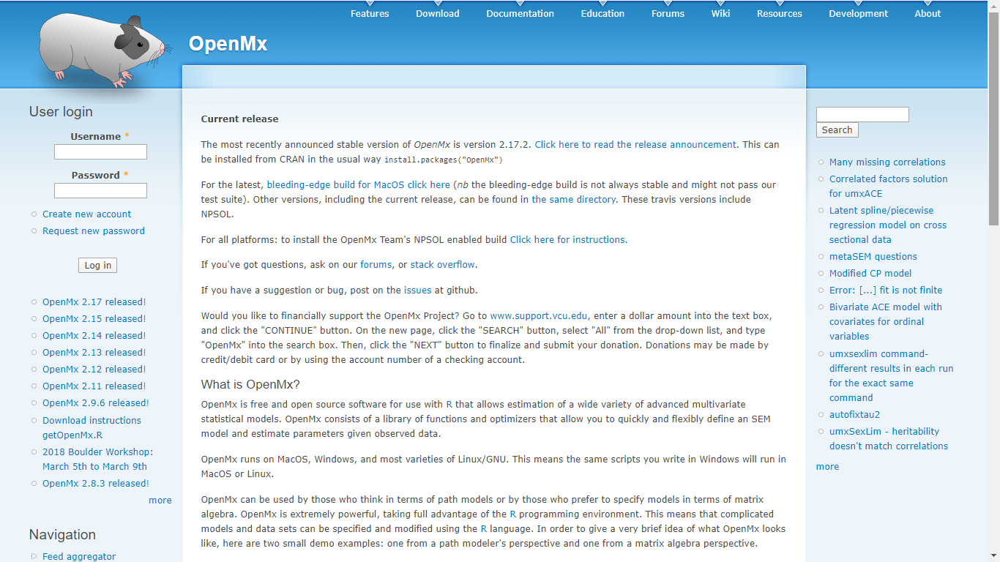 Features
Download
Documentation
Education
Forums
Wiki
Resources
Development
About
OpenMx
User login
Username *
Password *
Create new account
Request new password
Log in
OpenMx 2.17 released!
OpenMx 2.15 released!
OpenMx 2.14 released!
OpenMx 2.13 released!
OpenMx 2.12 released!
OpenMx 2.11 released!
OpenMx 2.9.6 released!
Download instructions
getOpenMx.R
2018 Boulder Workshop:
March 5th to March 9th
OpenMx 2.8.3 released!
more
Navigation
Feed aggregator
Current release
The most recently announced stable version of OpenMx is version 2.17.2. Click here to read the release announcement. This can
be installed from CRAN in the usual way install.packages("OpenMx")
For the latest, bleeding-edge build for MacOS click here (nb the bleeding-edge build is not always stable and might not pass our
test suite). Other versions, including the current release, can be found in the same directory. These travis versions include
NPSOL.
For all platforms: to install the OpenMx Team's NPSOL enabled build Click here for instructions.
If you've got questions, ask on our forums, or stack overflow.
If you have a suggestion or bug, post on the issues at github.
Would you like to financially support the OpenMx Project? Go to www.support.vcu.edu, enter a dollar amount into the text box,
and click the "CONTINUE" button. On the new page, click the "SEARCH" button, select "All" from the drop-down list, and type
"OpenMx" into the search box. Then, click the "NEXT" button to finalize and submit your donation. Donations may be made by
credit/debit card or by using the account number of a checking account.
What is OpenMx?
OpenMx is free and open source software for use with R that allows estimation of a wide variety of advanced multivariate
statistical models. OpenMx consists of a library of functions and optimizers that allow you to quickly and flexibly define an SEM
model and estimate parameters given observed data.
OpenMx runs on MacOS, Windows, and most varieties of Linux/GNU. This means the same scripts you write in Windows will run in
MacOS or Linux.
OpenMx can be used by those who think in terms of path models or by those who prefer to specify models in terms of matrix
algebra. OpenMx is extremely powerful, taking full advantage of the R programming environment. This means that complicated
models and data sets can be specified and modified using the R language. In order to give a very brief idea of what OpenMx looks
like, here are two small demo examples: one from a path modeler's perspective and one from a matrix algebra perspective.
Search
Many missing correlations
Correlated factors solution
for umxACE
Latent spline/piecewise
regression model on cross
sectional data
metaSEM questions
Modified CP model
Error: [...] fit is not finite
Bivariate ACE model with
covariates for ordinal
variables
umxsexlim command-
different results in each run
for the exact same
command
autofixtau2
umxSexLim - heritability
doesn't match correlations
more